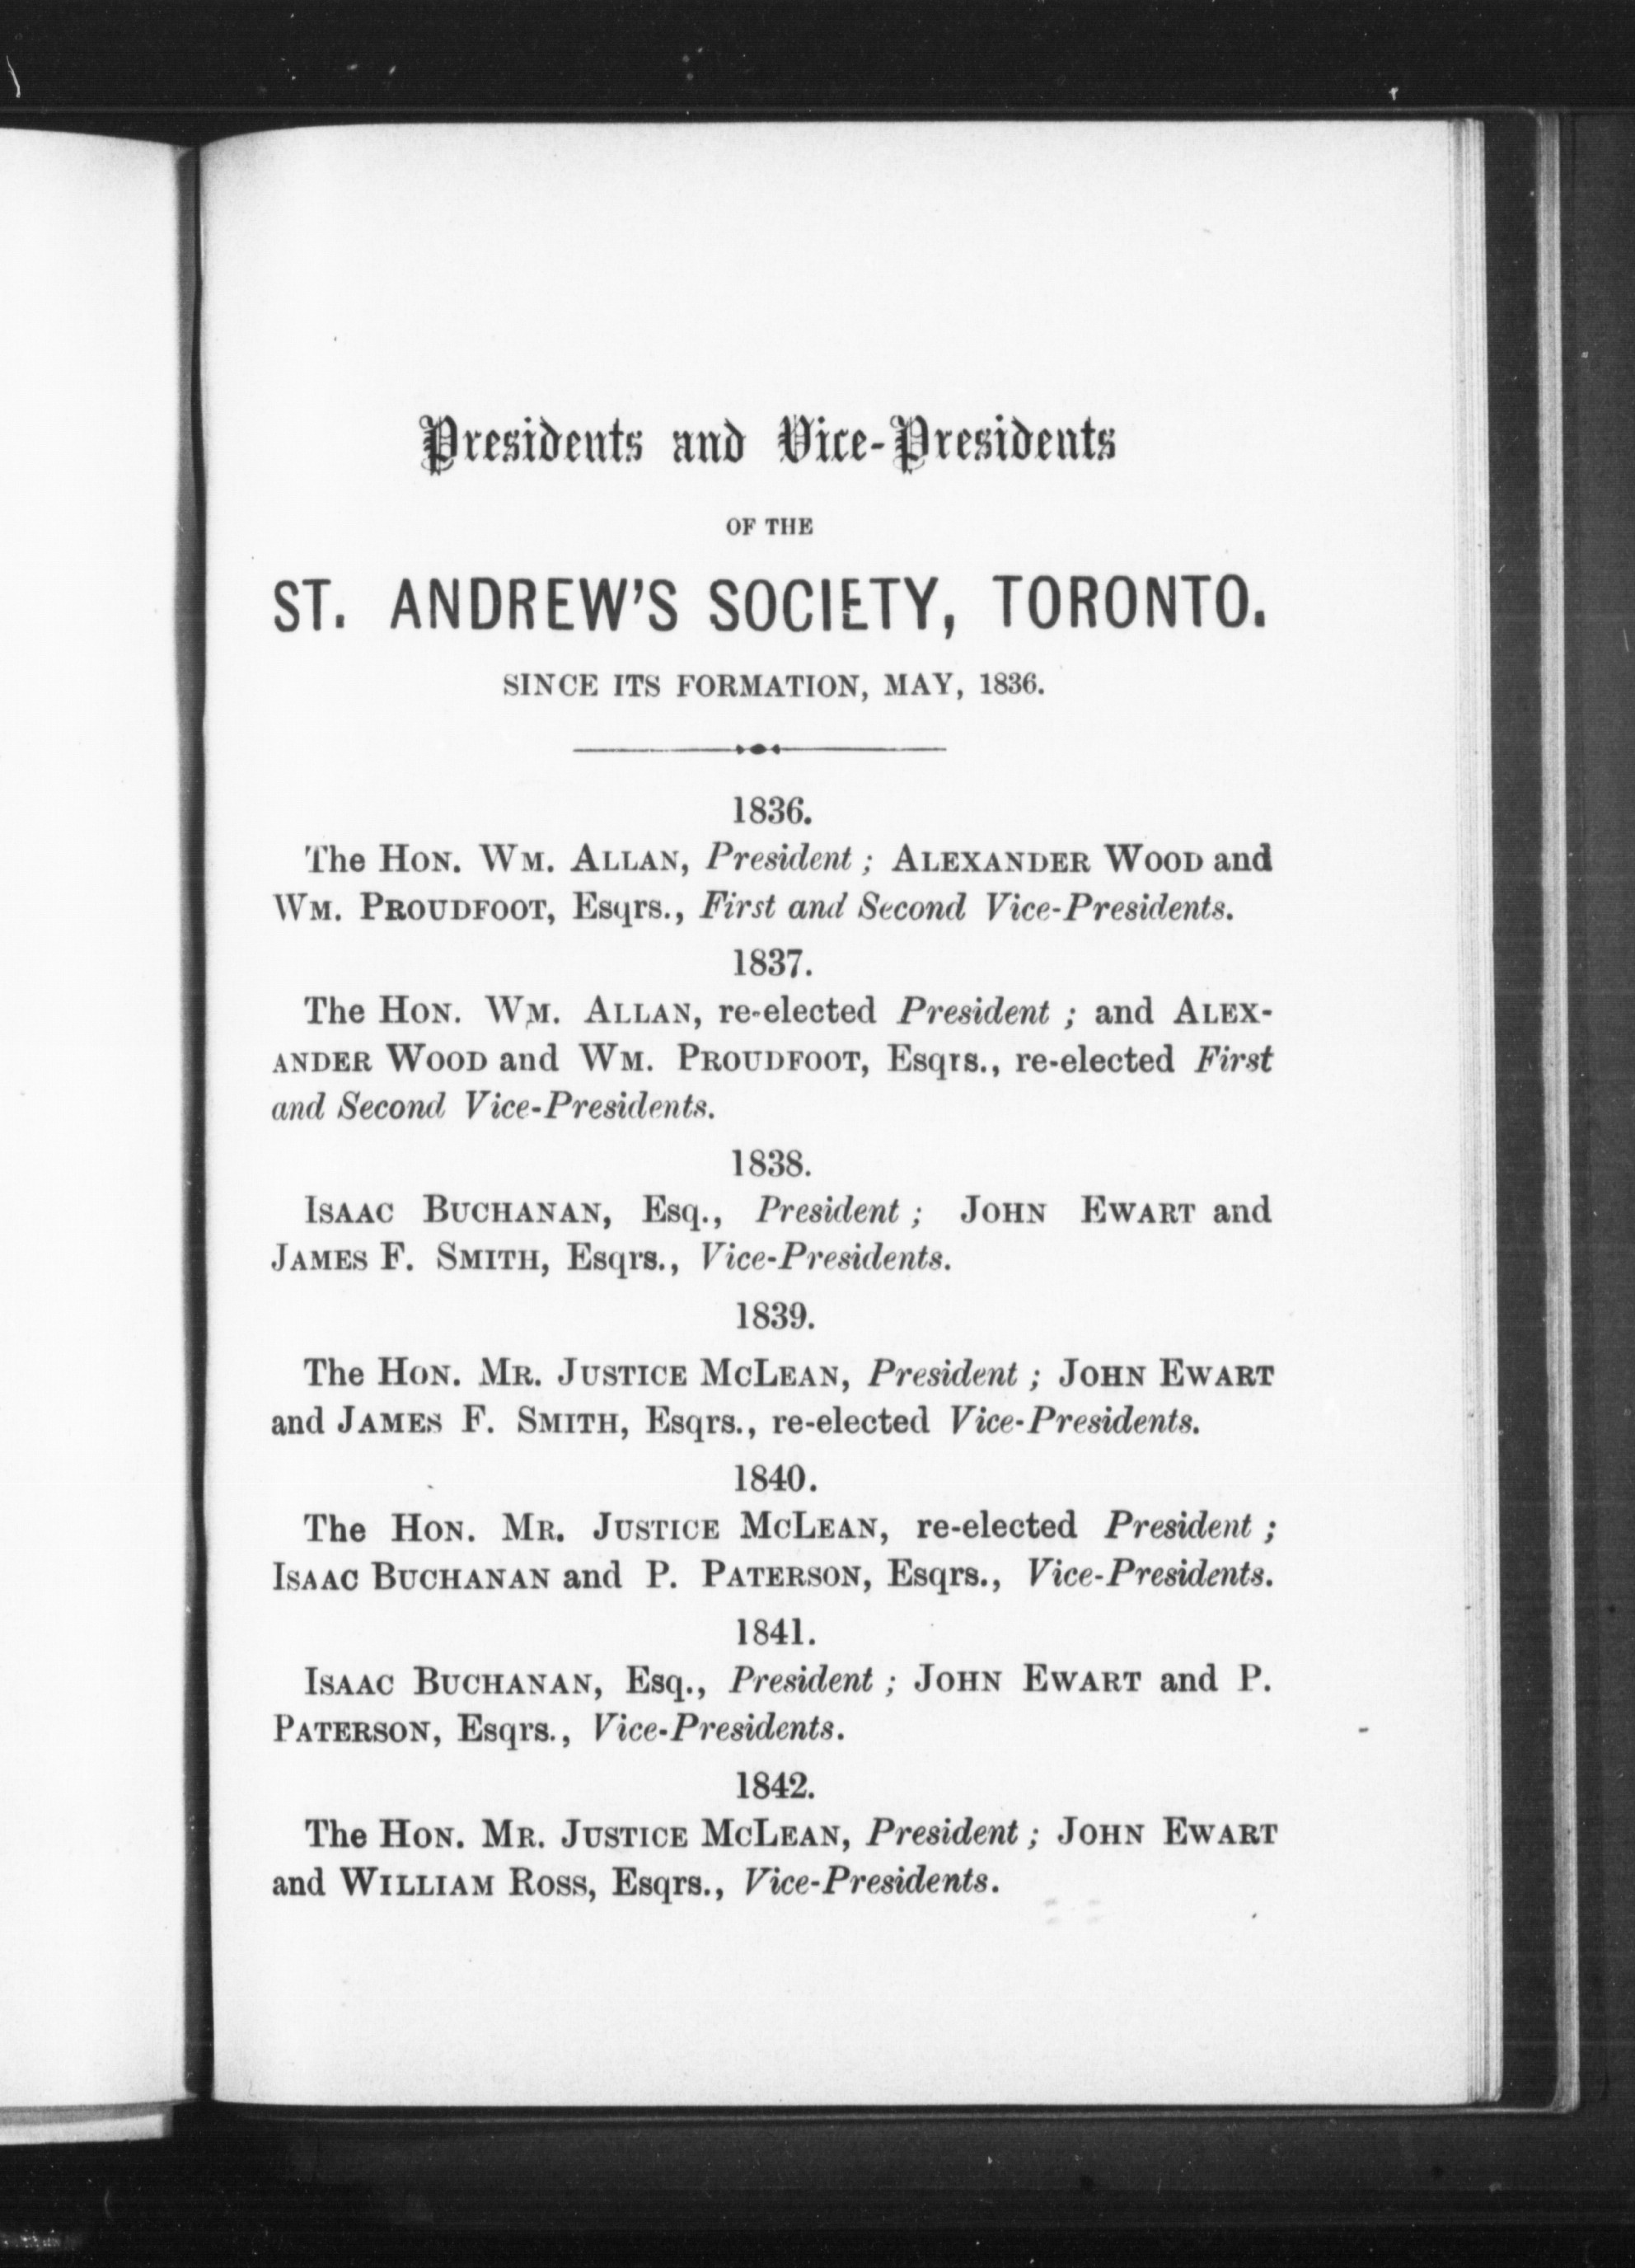 Presidents and Vice-Presidents
OF THE
ST. ANDREW'S SOCIETY, TORONTO.
SINCE ITS FORMATION, MAY, 1836.
1836.
The HON. WM. ALLAN, President; ALEXANDER WOOD and
WM. PROUDFOOT, Esqrs., First and Second Vice-Presidents.
1837.
The HON. WM. ALLAN, re-elected President; and ALEX-
ANDER WOOD and WM. PROUDFOOT, Esqrs., re-elected First
and Second Vice-Presidents.
1838.
ISAAC BUCHANAN, Esq., President; JOHN EWART and
JAMES F. SMITH, Esqrs., Vice-Presidents.
1839.
The HON. MR. JUSTICE MCLEAN, President; JOHN EWART
and JAMES F. SMITH, Esqrs., re-elected Vice-Presidents.
1840.
The HON. MR. JUSTICE MCLEAN, re-elected President;
ISAAC BUCHANAN and P. PATERSON, Esqrs., Vice-Presidents.
1841.
ISAAC BUCHANAN, Esq., President; JOHN EWART and P.
PATERSON, Esqrs., Vice-Presidents.
1842.
The HON. MR. JUSTICE MCLEAN, President; JOHN EWART
and WILLIAM ROSS, Esqrs., Vice-Presidents.